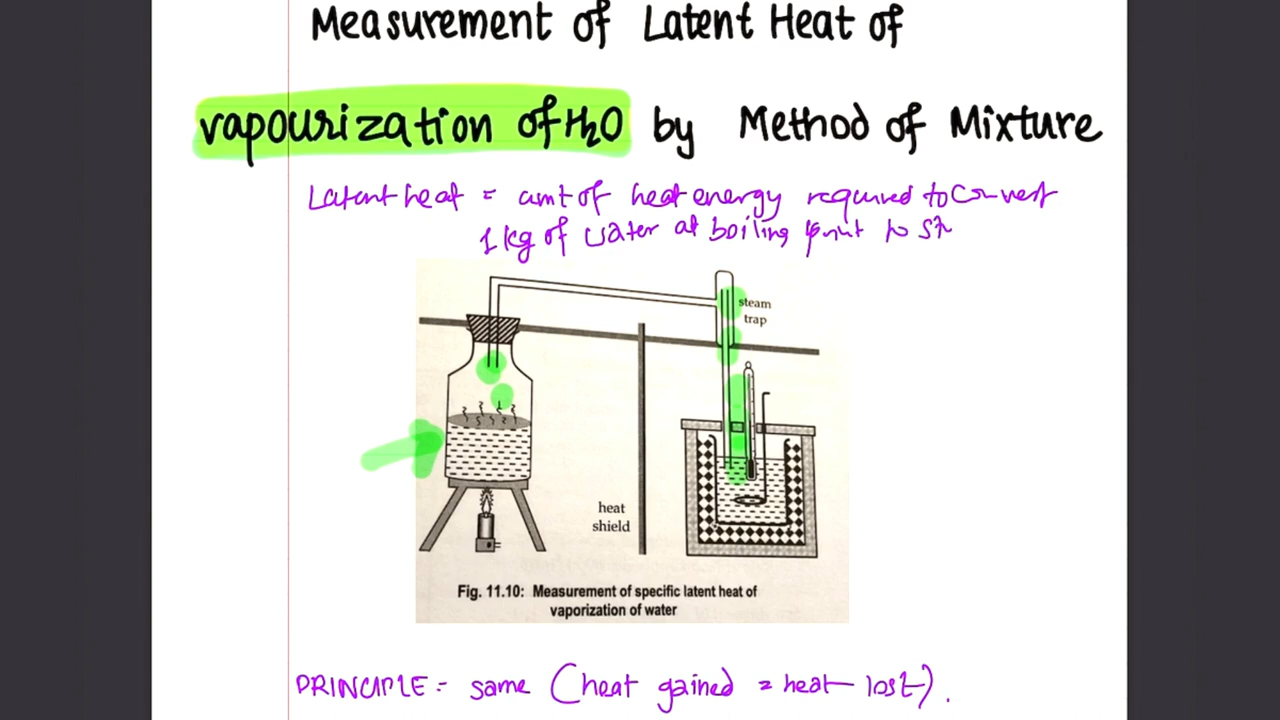 Measurement of Latent Heat of
vapourization of H2O by Method of Mixture
Latent heat = amt of heat energy required to convert
1 kg of water at boiling point to st
steam
trap
heat
shield
Fig. 11.10: Measurement of specific latent heat of
vaporization of water
PRINCIPLE = same (heat gained = heat lost).